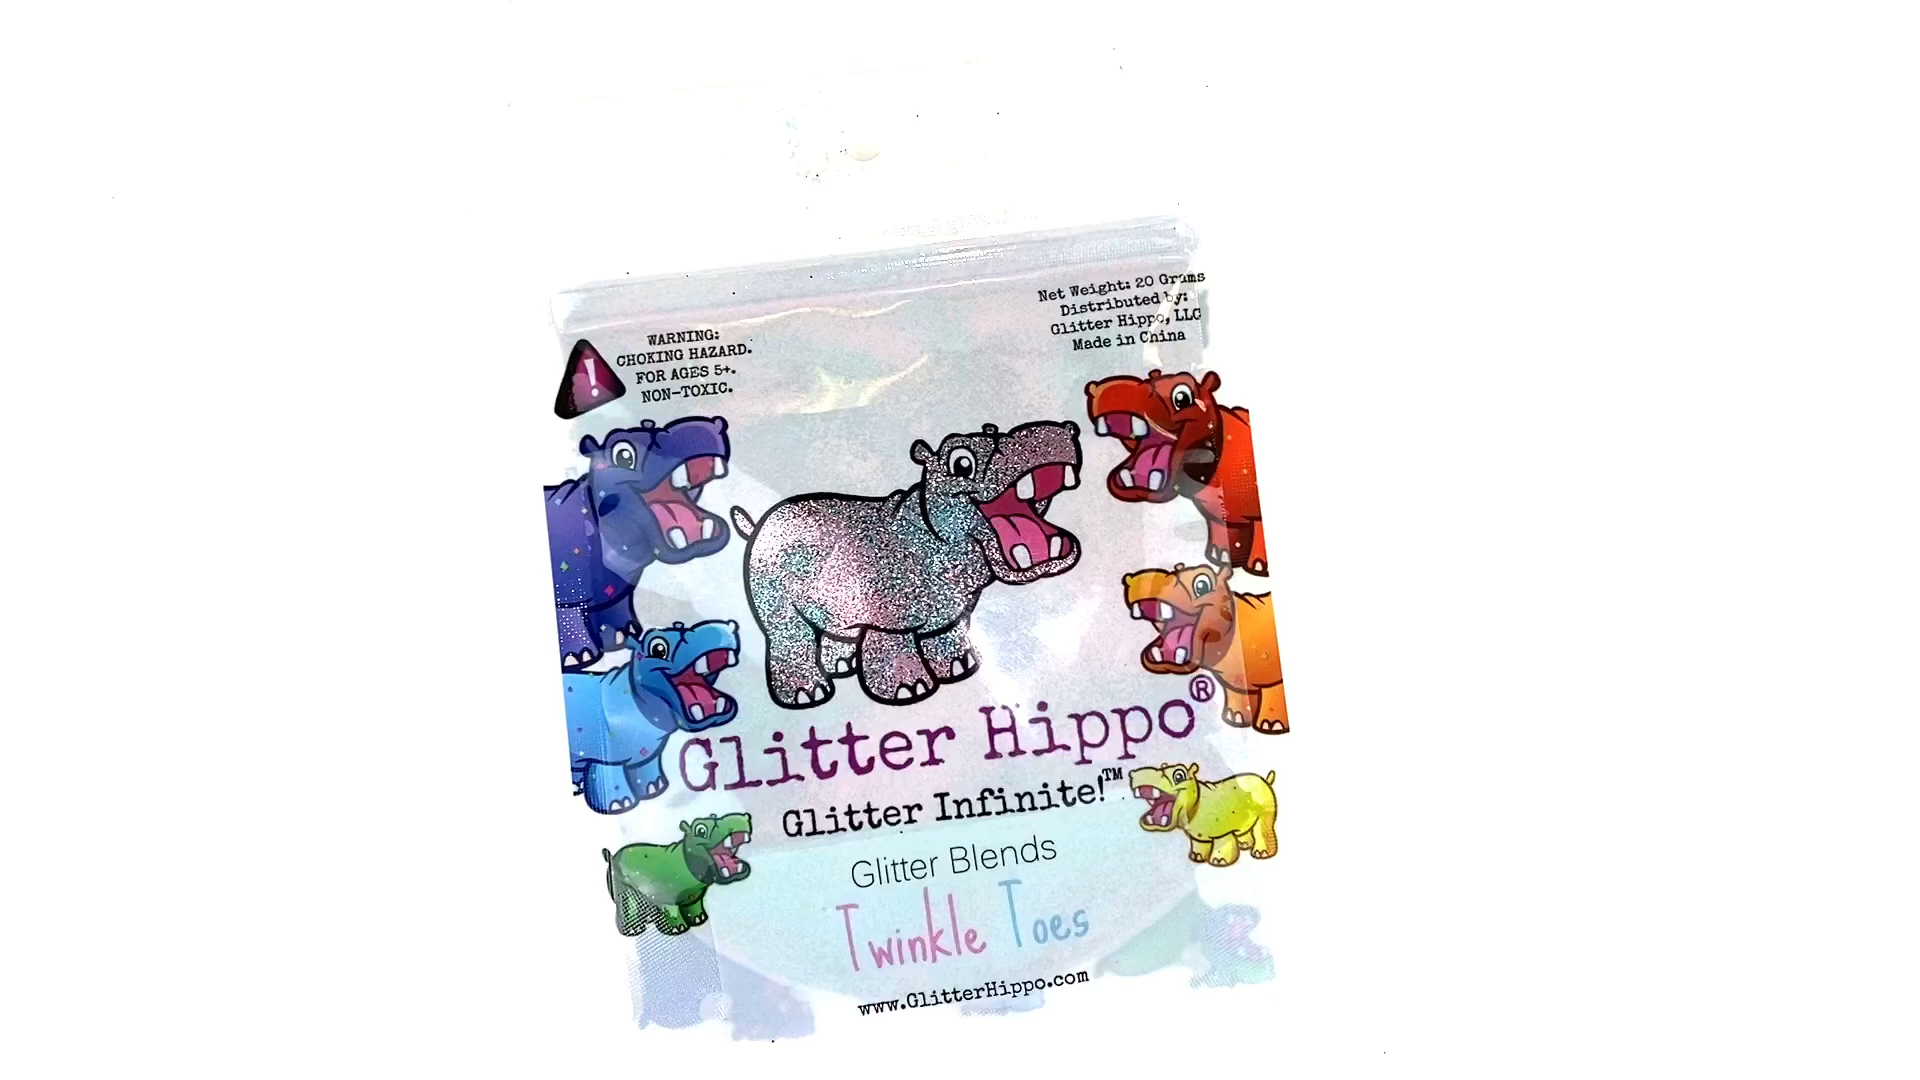 WARNING:
CHOKING HAZARD.
FOR AGES 5+.
NON-TOXIC.
Net Weight: 20 Grams
Distributed by:
Glitter Hippo, LLC
Made in China
Glitter Hippo®
Glitter Infinite!™
Glitter Blends
Twinkle Toes
www.GlitterHippo.com